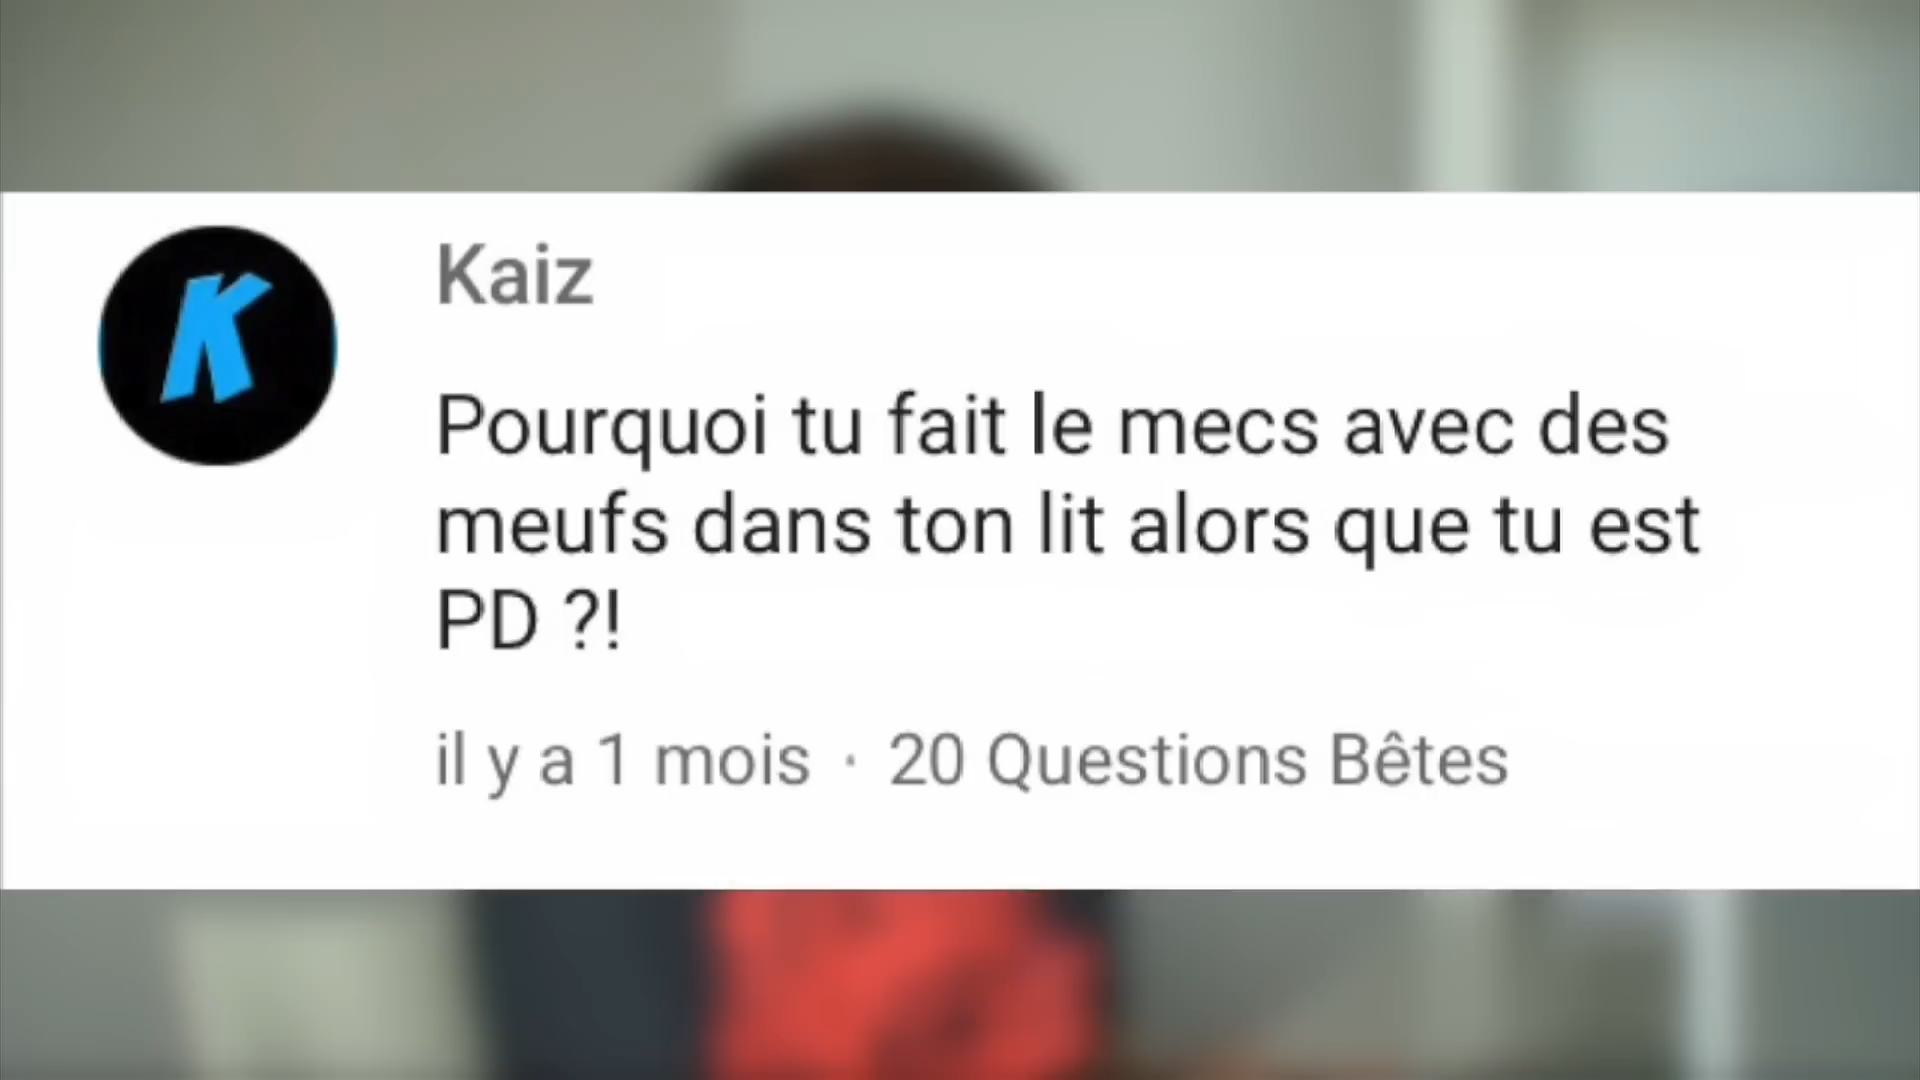 K
Kaiz
Pourquoi tu fait le mecs avec des
meufs dans ton lit alors que tu est
PD ?!
il y a 1 mois · 20 Questions Bêtes